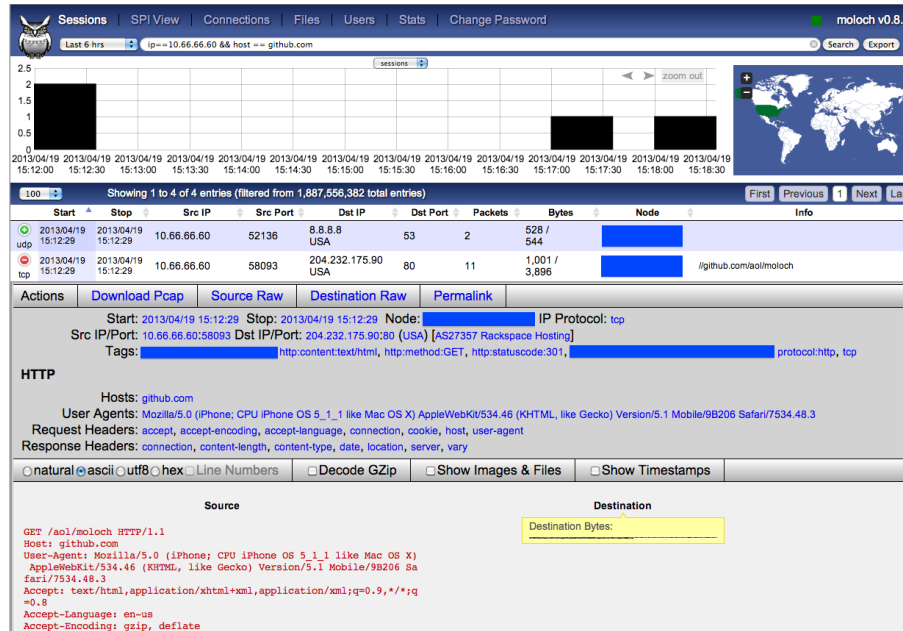 Sessions SPI View Connections Files Users Stats Change Password moloch v0.8.
Last 6 hrs ip==10.66.66.60 && host == github.com Search Export
sessions
zoom out
+
−
2.5
2
1.5
1
0.5
0
2013/04/19 2013/04/19 2013/04/19 2013/04/19 2013/04/19 2013/04/19 2013/04/19 2013/04/19 2013/04/19 2013/04/19 2013/04/19 2013/04/19 2013/04/19 2013/04/19
15:12:00 15:12:30 15:13:00 15:13:30 15:14:00 15:14:30 15:15:00 15:15:30 15:16:00 15:16:30 15:17:00 15:17:30 15:18:00 15:18:30
100 Showing 1 to 4 of 4 entries (filtered from 1,887,556,382 total entries) First Previous 1 Next La
Start Stop Src IP Src Port Dst IP Dst Port Packets Bytes Node Info
udp 2013/04/19 15:12:29 2013/04/19 15:12:29 10.66.66.60 52136 8.8.8.8 USA 53 2 528 / 544
tcp 2013/04/19 15:12:29 2013/04/19 15:12:29 10.66.66.60 58093 204.232.175.90 USA 80 11 1,001 / 3,896 //github.com/aol/moloch
Actions Download Pcap Source Raw Destination Raw Permalink
Start: 2013/04/19 15:12:29 Stop: 2013/04/19 15:12:29 Node: IP Protocol: tcp
Src IP/Port: 10.66.66.60:58093 Dst IP/Port: 204.232.175.90:80 (USA) [AS27357 Rackspace Hosting]
Tags: http:content:text/html, http:method:GET, http:statuscode:301, protocol:http, tcp
HTTP
Hosts: github.com
User Agents: Mozilla/5.0 (iPhone; CPU iPhone OS 5_1_1 like Mac OS X) AppleWebKit/534.46 (KHTML, like Gecko) Version/5.1 Mobile/9B206 Safari/7534.48.3
Request Headers: accept, accept-encoding, accept-language, connection, cookie, host, user-agent
Response Headers: connection, content-length, content-type, date, location, server, vary
natural ascii utf8 hex Line Numbers Decode GZip Show Images & Files Show Timestamps
Source Destination
Destination Bytes:
GET /aol/moloch HTTP/1.1
Host: github.com
User-Agent: Mozilla/5.0 (iPhone; CPU iPhone OS 5_1_1 like Mac OS X)
AppleWebKit/534.46 (KHTML, like Gecko) Version/5.1 Mobile/9B206 Sa
fari/7534.48.3
Accept: text/html,application/xhtml+xml,application/xml;q=0.9,*/*;q
=0.8
Accept-Language: en-us
Accept-Encoding: gzip, deflate